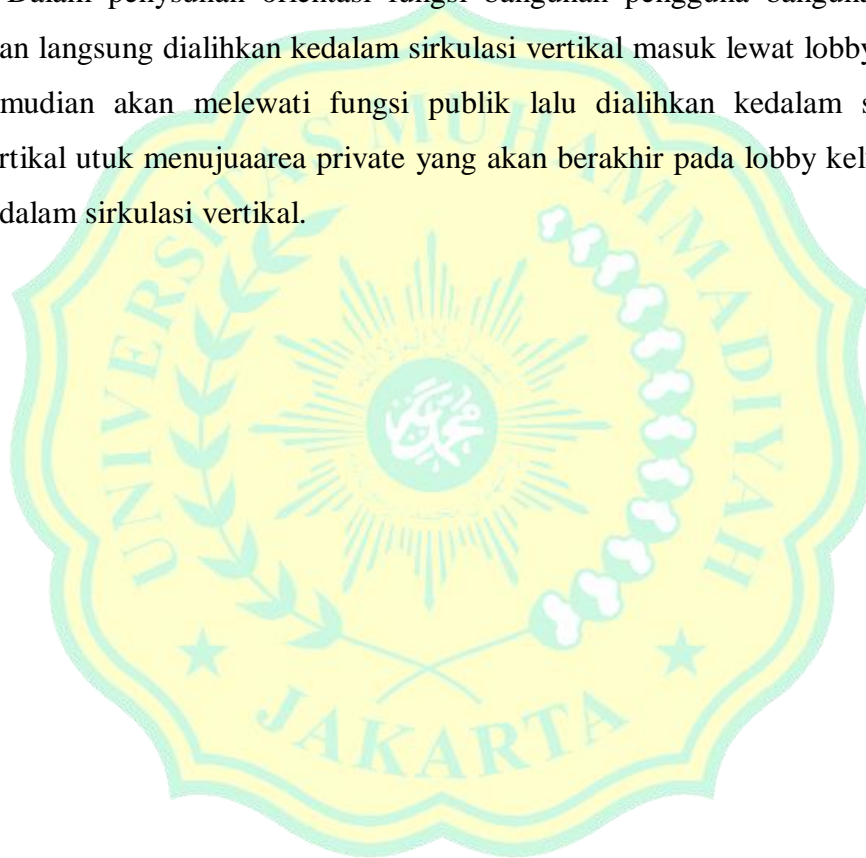 Dalam penysunan orientasi fungsi bangunan pengguna
an langsung dialihkan kedalam sirkulasi vertikal masuk lewat lobby
mudian akan melewati fungsi publik lalu dialihkan kedalam s
rtikal utuk menujuaarea private yang akan berakhir pada lobby kel
dalam sirkulasi vertikal.
UNIVERSITAS MUHAMMADIYAH
JAKARTA